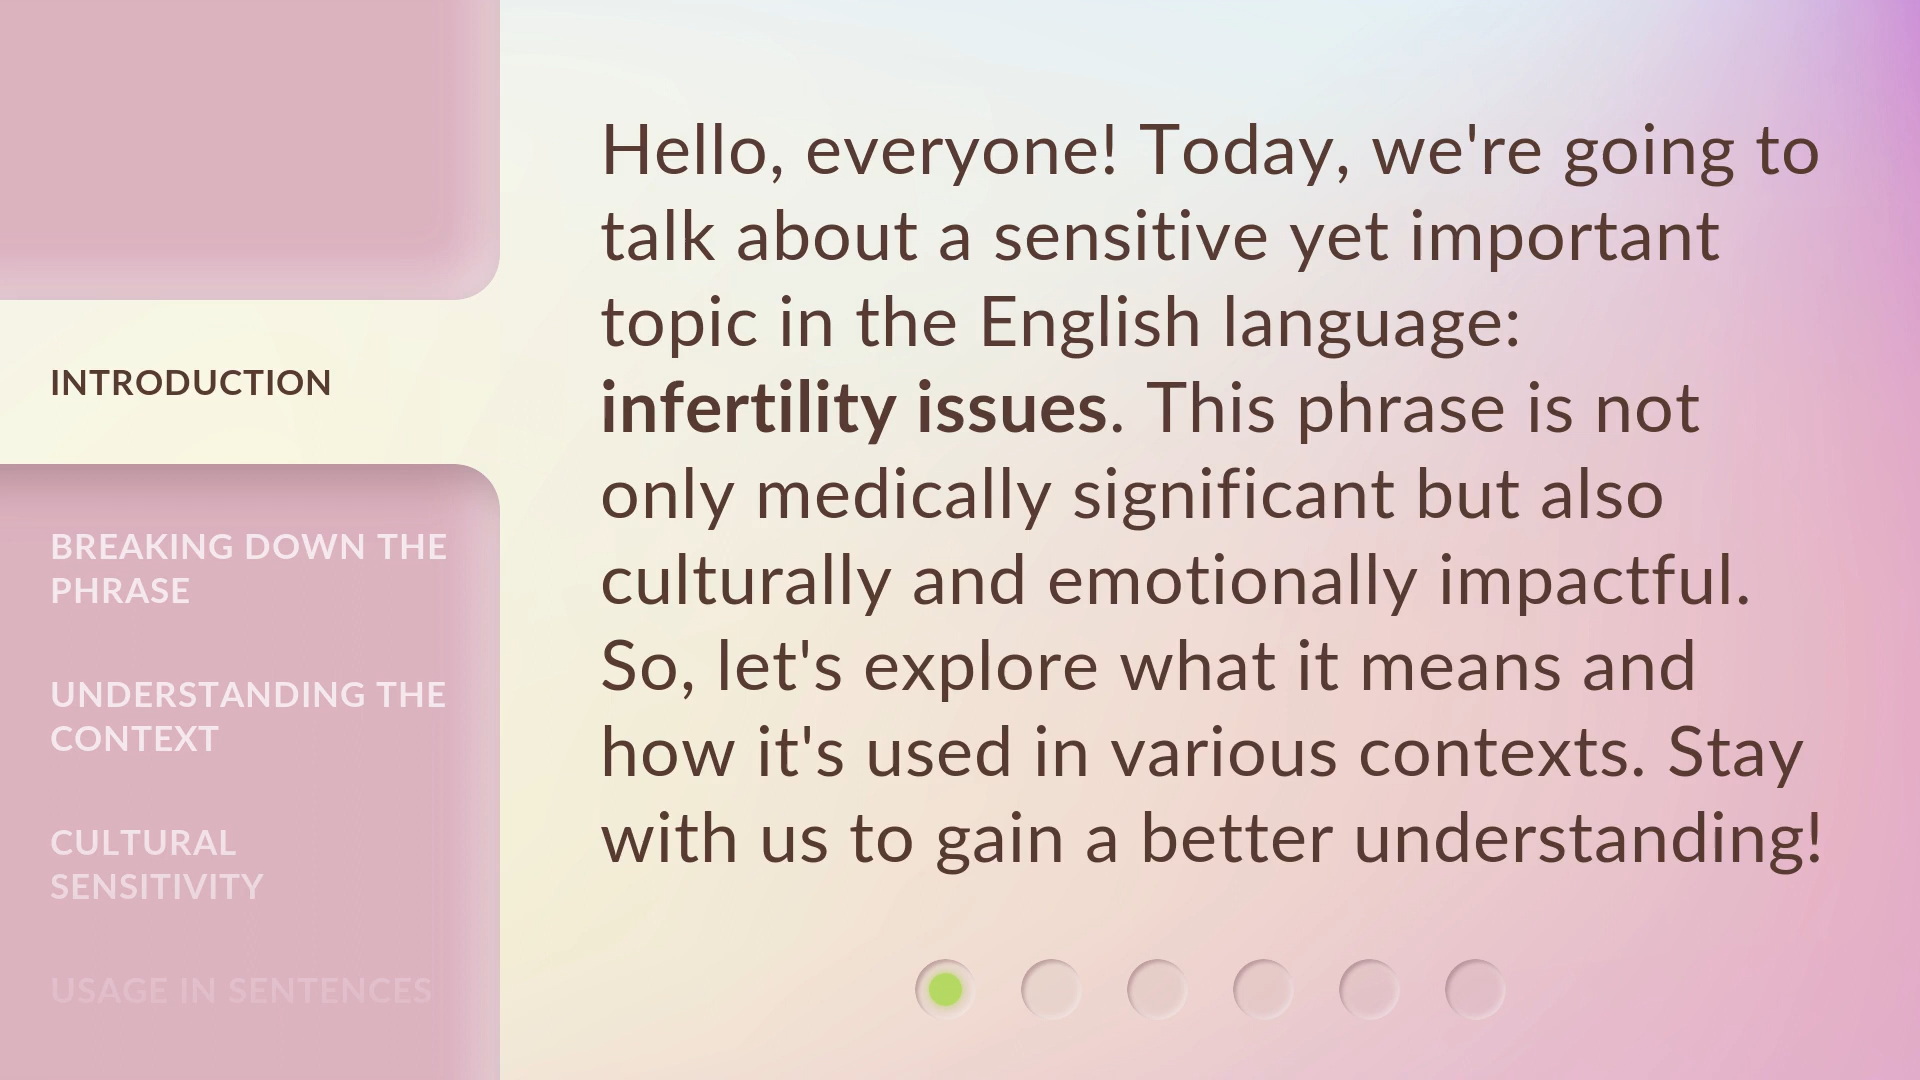 INTRODUCTION
BREAKING DOWN THE
PHRASE
UNDERSTANDING THE
CONTEXT
CULTURAL
SENSITIVITY
USAGE IN SENTENCES
Hello, everyone! Today, we're going to
talk about a sensitive yet important
topic in the English language:
infertility issues. This phrase is not
only medically significant but also
culturally and emotionally impactful.
So, let's explore what it means and
how it's used in various contexts. Stay
with us to gain a better understanding!